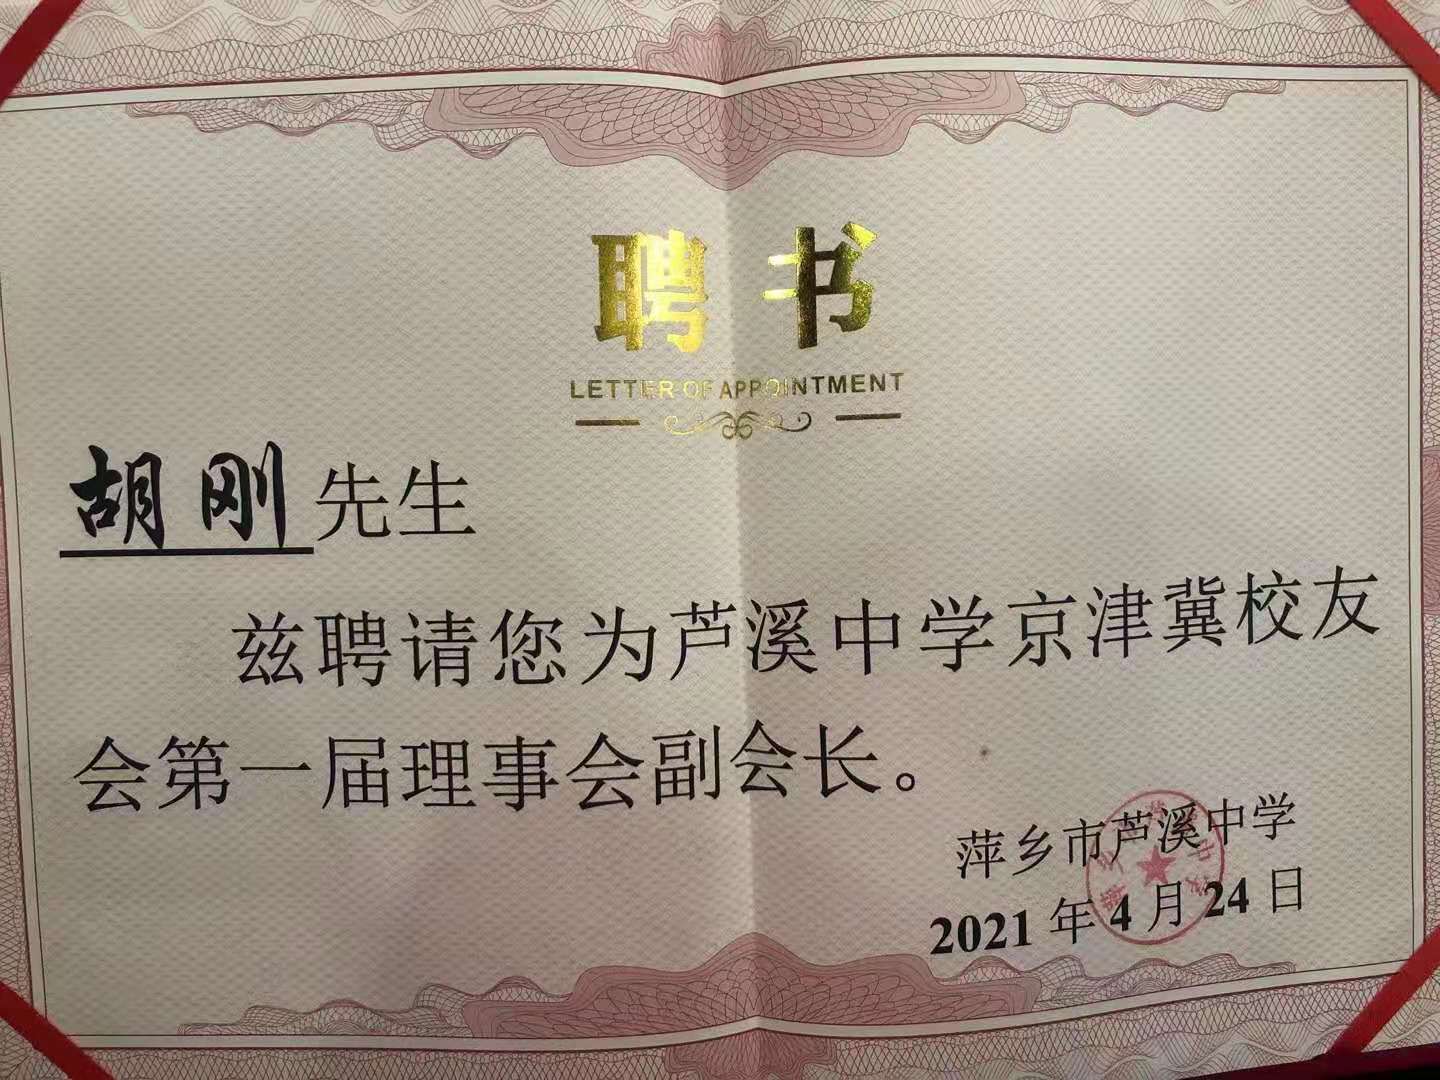 聘书
LETTER OF APPOINTMENT
胡刚先生
兹聘请您为芦溪中学京津冀校友
会第一届理事会副会长。
萍乡市芦溪中学
2021年4月24日